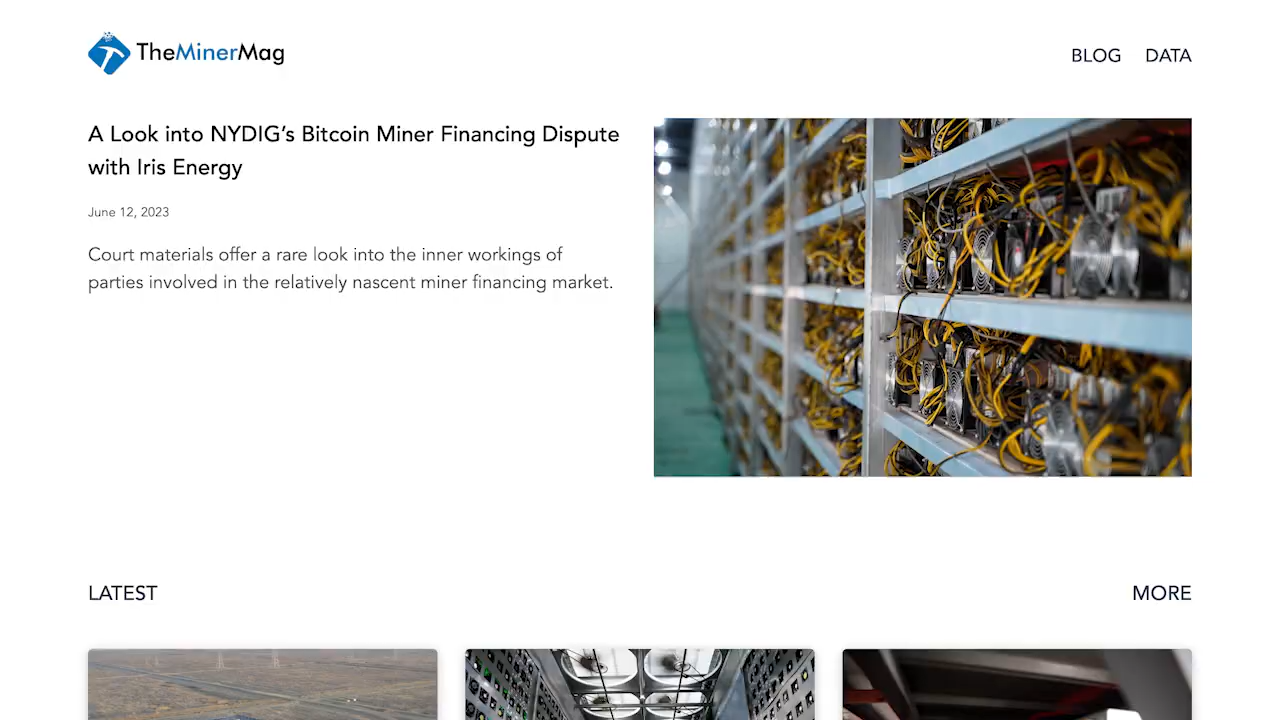 TheMinerMag
BLOG DATA
A Look into NYDIG’s Bitcoin Miner Financing Dispute
with Iris Energy
June 12, 2023
Court materials offer a rare look into the inner workings of
parties involved in the relatively nascent miner financing market.
LATEST
MORE